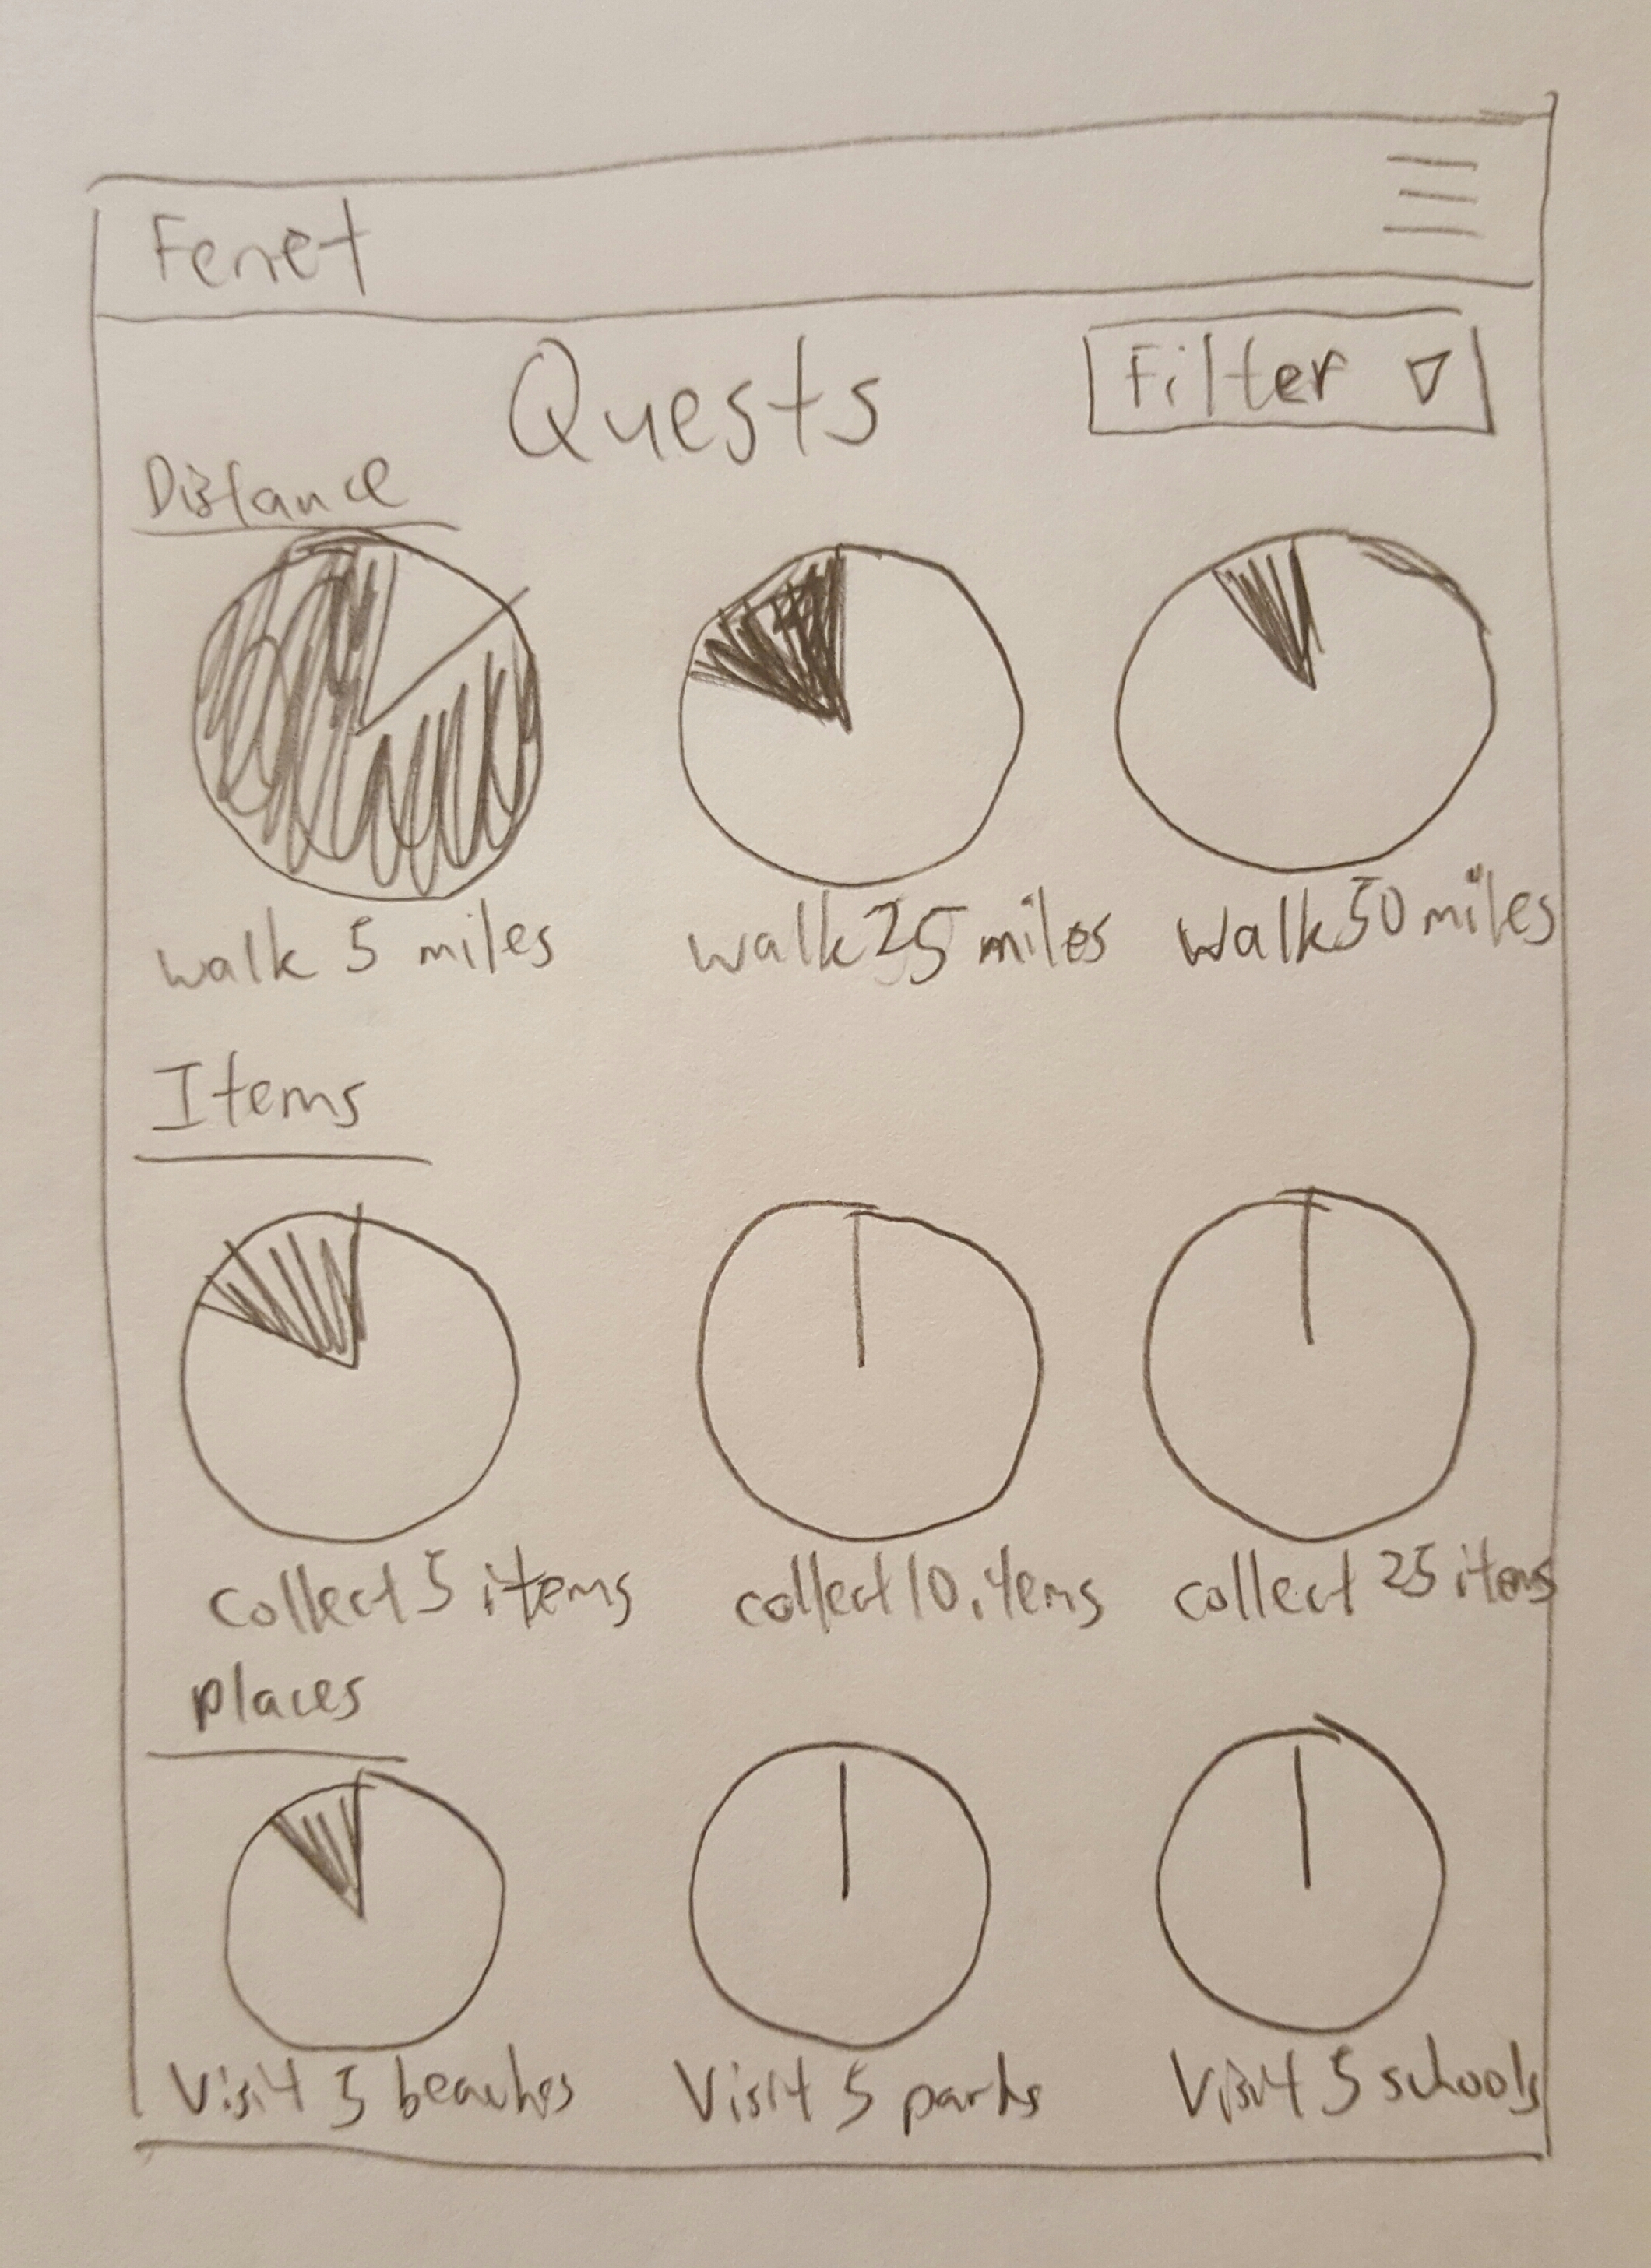 Fenet
Quests
Filter
Distance
walk 5 miles
walk 25 miles
walk 50 miles
Items
collect 5 items
collect 10 items
collect 25 items
places
Visit 5 beaches
Visit 5 parks
Visit 5 schools